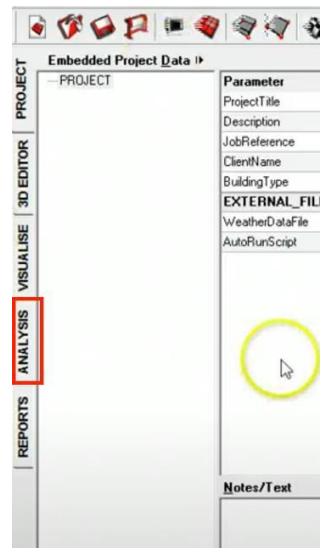 Embedded Project Data
PROJECT
PROJECT
3D EDITOR
VISUALISE
ANALYSIS
REPORTS
Parameter
ProjectTitle
Description
JobReference
ClientName
BuildingType
EXTERNAL_FIL
WeatherDataFile
AutoRunScript
Notes/Text